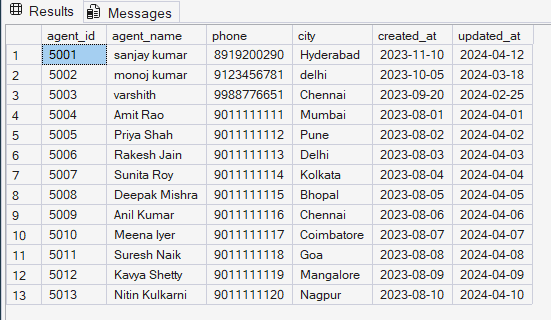 Results Messages
agent_id agent_name phone city created_at updated_at
1 5001 sanjay kumar 8919200290 Hyderabad 2023-11-10 2024-04-12
2 5002 monoj kumar 9123456781 delhi 2023-10-05 2024-03-18
3 5003 varshith 9988776651 Chennai 2023-09-20 2024-02-25
4 5004 Amit Rao 9011111111 Mumbai 2023-08-01 2024-04-01
5 5005 Priya Shah 9011111112 Pune 2023-08-02 2024-04-02
6 5006 Rakesh Jain 9011111113 Delhi 2023-08-03 2024-04-03
7 5007 Sunita Roy 9011111114 Kolkata 2023-08-04 2024-04-04
8 5008 Deepak Mishra 9011111115 Bhopal 2023-08-05 2024-04-05
9 5009 Anil Kumar 9011111116 Chennai 2023-08-06 2024-04-06
10 5010 Meena Iyer 9011111117 Coimbatore 2023-08-07 2024-04-07
11 5011 Suresh Naik 9011111118 Goa 2023-08-08 2024-04-08
12 5012 Kavya Shetty 9011111119 Mangalore 2023-08-09 2024-04-09
13 5013 Nitin Kulkarni 9011111120 Nagpur 2023-08-10 2024-04-10